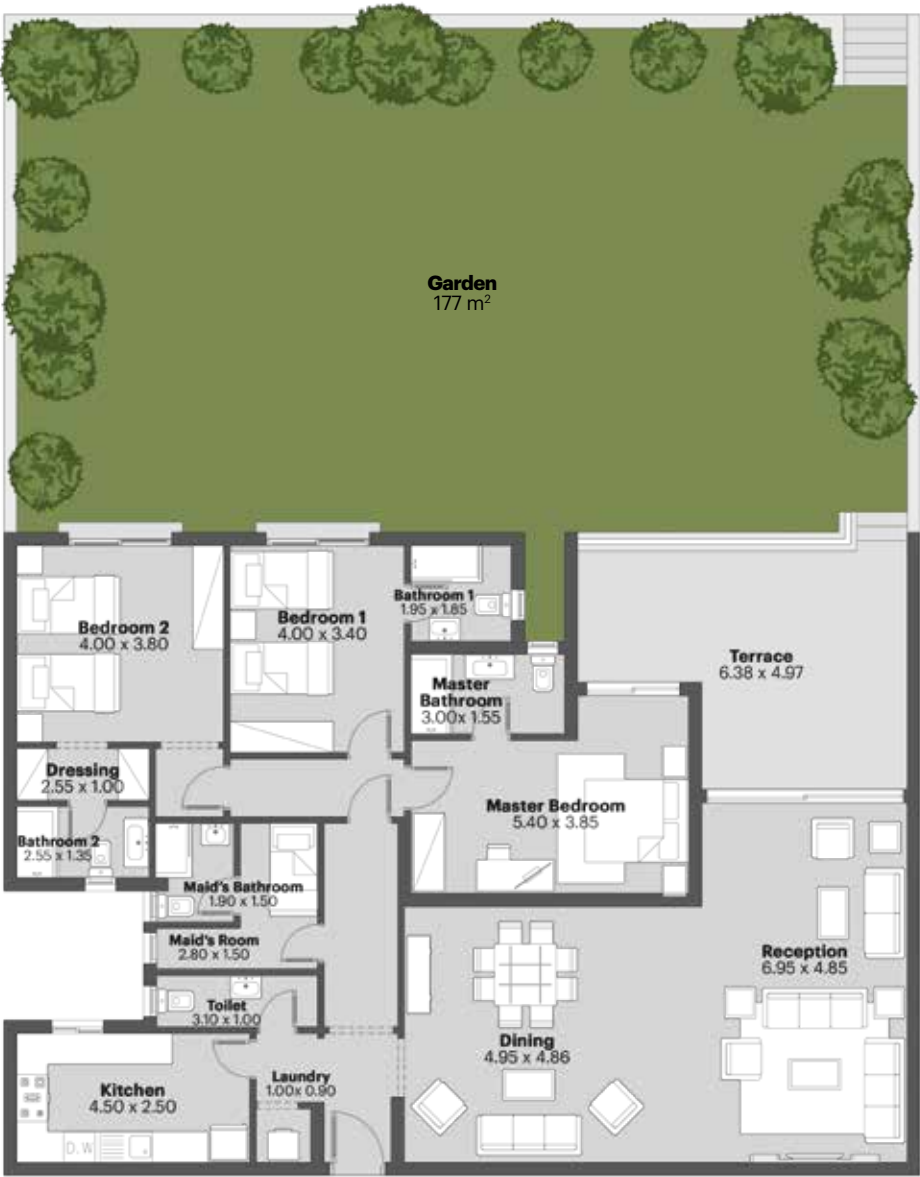 Garden
177 m²
Bedroom 2
4.00 x 3.80
Bedroom 1
4.00 x 3.40
Bathroom 1
1.95 x 1.85
Master
Bathroom
3.00x 1.55
Terrace
6.38 x 4.97
Dressing
2.55 x 1.00
Bathroom 2
2.55 x 1.35
Master Bedroom
5.40 x 3.85
Maid's Bathroom
1.90 x 1.50
Maid's Room
2.80 x 1.50
Toilet
3.10 x 1.00
Reception
6.95 x 4.85
Dining
4.95 x 4.86
Laundry
1.00x 0.90
Kitchen
4.50 x 2.50
D.W